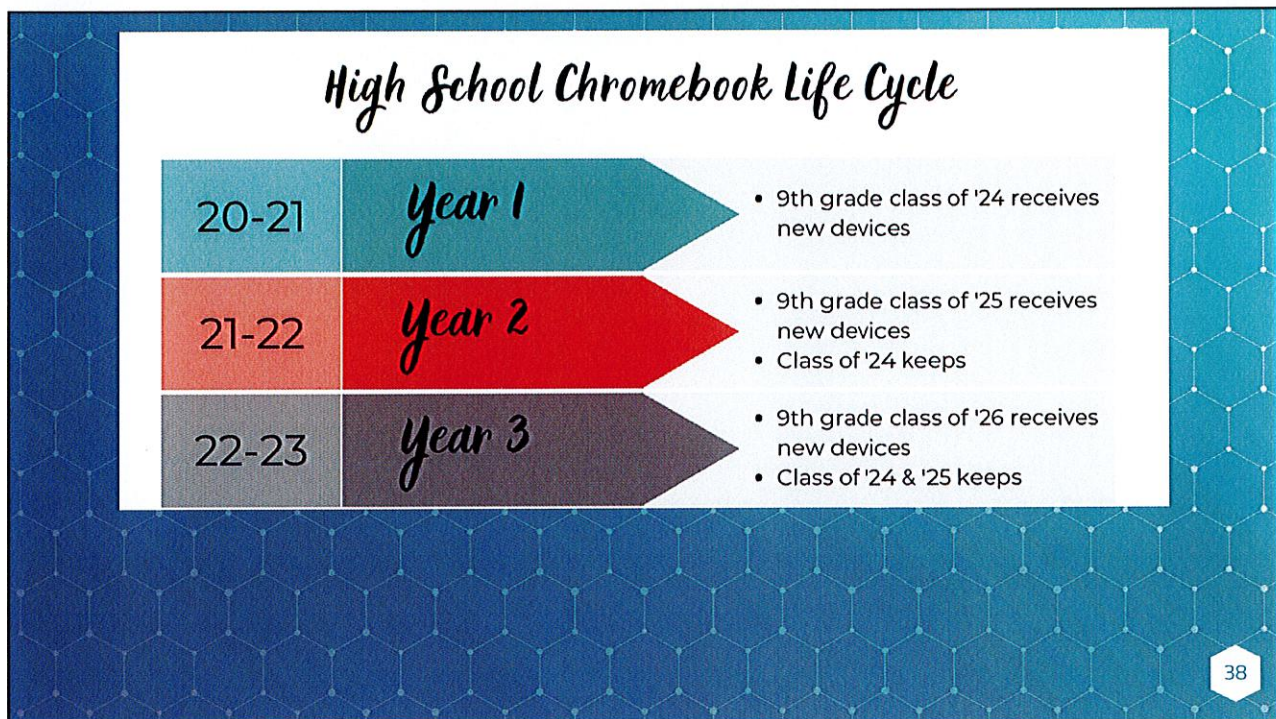 High School Chromebook Life Cycle
20-21
Year 1
• 9th grade class of '24 receives
new devices
21-22
Year 2
• 9th grade class of '25 receives
new devices
• Class of '24 keeps
22-23
Year 3
• 9th grade class of '26 receives
new devices
• Class of '24 & '25 keeps
38